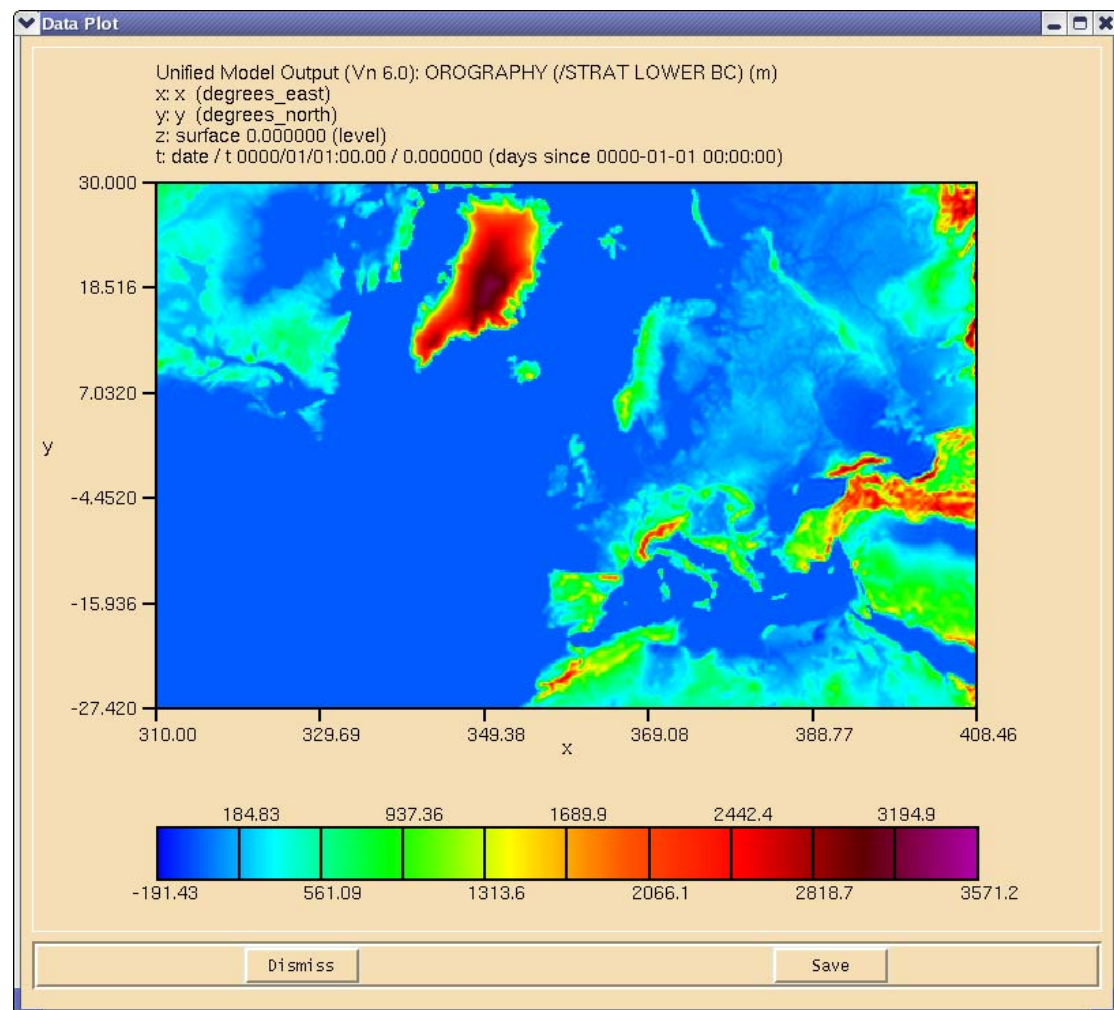 Data Plot
Unified Model Output (Vn 6.0): OROGRAPHY (/STRAT LOWER BC) (m)
x: x (degrees_east)
y: y (degrees_north)
z: surface 0.000000 (level)
t: date / t 0000/01/01:00.00 / 0.000000 (days since 0000-01-01 00:00:00)
30.000
18.516
7.0320
y
-4.4520
-15.936
-27.420
310.00 329.69 349.38 369.08 388.77 408.46
x
184.83 937.36 1689.9 2442.4 3194.9
-191.43 561.09 1313.6 2066.1 2818.7 3571.2
Dismiss Save